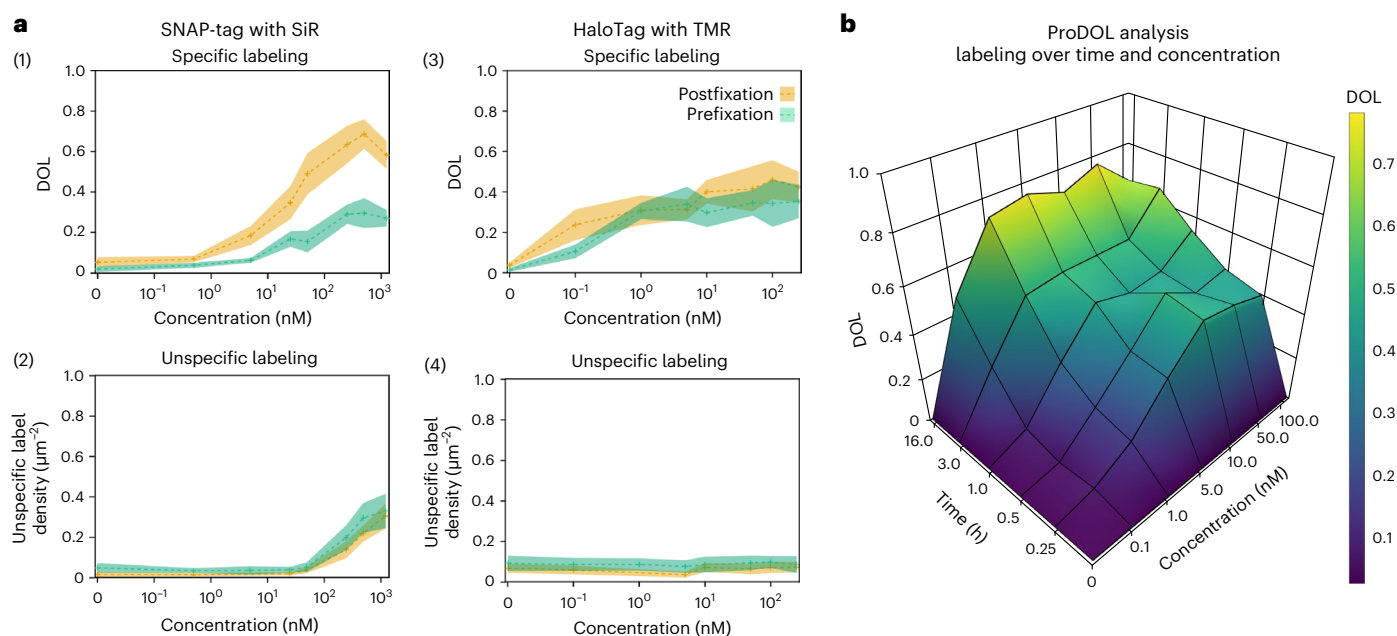 a
SNAP-tag with SiR
(1)
Specific labeling
DOL
1.0
0.8
0.6
0.4
0.2
0
0
10⁻¹
10⁰
10¹
10²
10³
Concentration (nM)
(2)
Unspecific labeling
Unspecific label
density (μm⁻²)
1.0
0.8
0.6
0.4
0.2
0
0
10⁻¹
10⁰
10¹
10²
10³
Concentration (nM)
HaloTag with TMR
(3)
Specific labeling
Postfixation
Prefixation
DOL
1.0
0.8
0.6
0.4
0.2
0
0
10⁻¹
10⁰
10¹
10²
Concentration (nM)
(4)
Unspecific labeling
Unspecific label
density (μm⁻²)
1.0
0.8
0.6
0.4
0.2
0
0
10⁻¹
10⁰
10¹
10²
Concentration (nM)
b
ProDOL analysis
labeling over time and concentration
DOL
1.0
0.8
0.6
0.4
0.2
0
16.0
3.0
1.0
0.5
0.25
0
Time (h)
0.1
1.0
5.0
10.0
50.0
100.0
Concentration (nM)
DOL
0.7
0.6
0.5
0.4
0.3
0.2
0.1